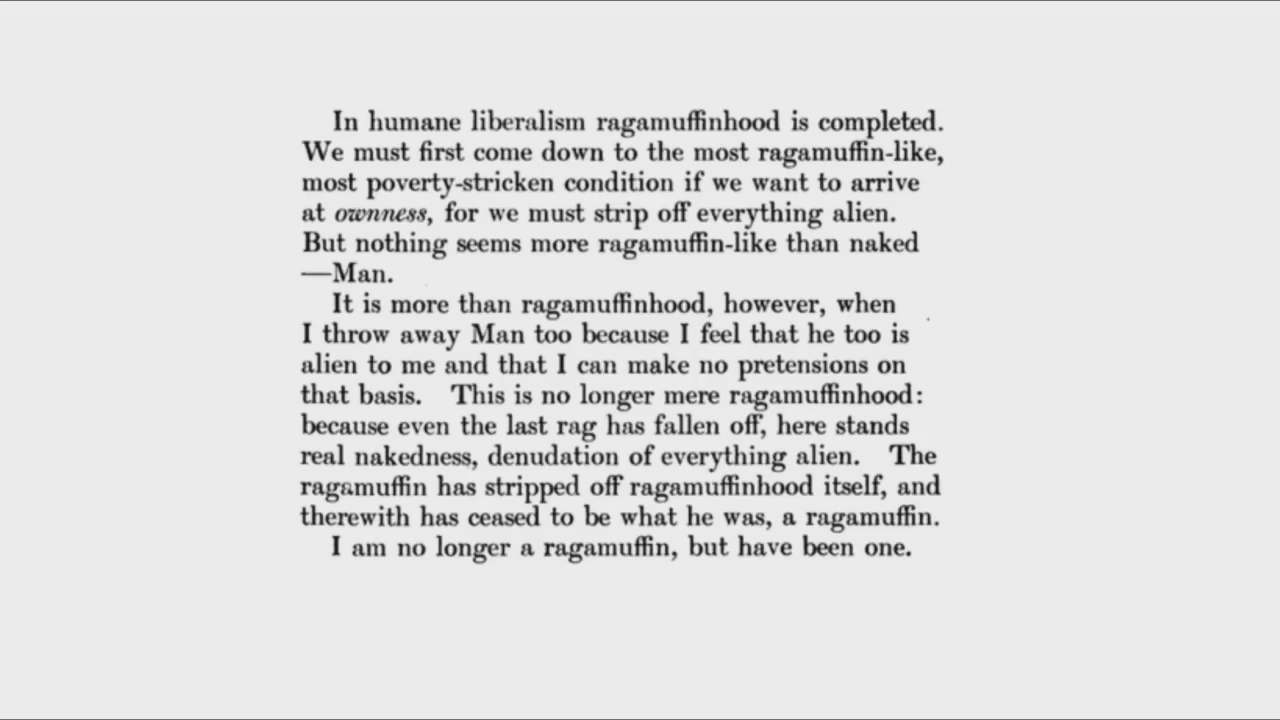 In humane liberalism ragamuffinhood is completed.
We must first come down to the most ragamuffin-like,
most poverty-stricken condition if we want to arrive
at ownness, for we must strip off everything alien.
But nothing seems more ragamuffin-like than naked
—Man.
It is more than ragamuffinhood, however, when
I throw away Man too because I feel that he too is
alien to me and that I can make no pretensions on
that basis. This is no longer mere ragamuffinhood:
because even the last rag has fallen off, here stands
real nakedness, denudation of everything alien. The
ragamuffin has stripped off ragamuffinhood itself, and
therewith has ceased to be what he was, a ragamuffin.
I am no longer a ragamuffin, but have been one.